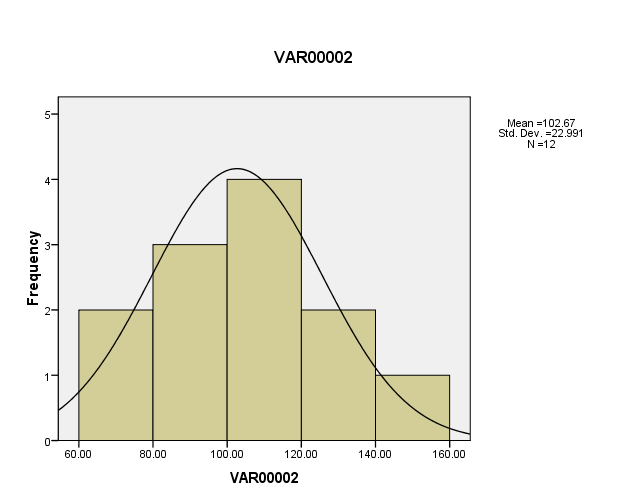 VAR00002
Mean =102.67
Std. Dev. =22.991
N =12
Frequency
5
4
3
2
1
0
60.00 80.00 100.00 120.00 140.00 160.00
VAR00002